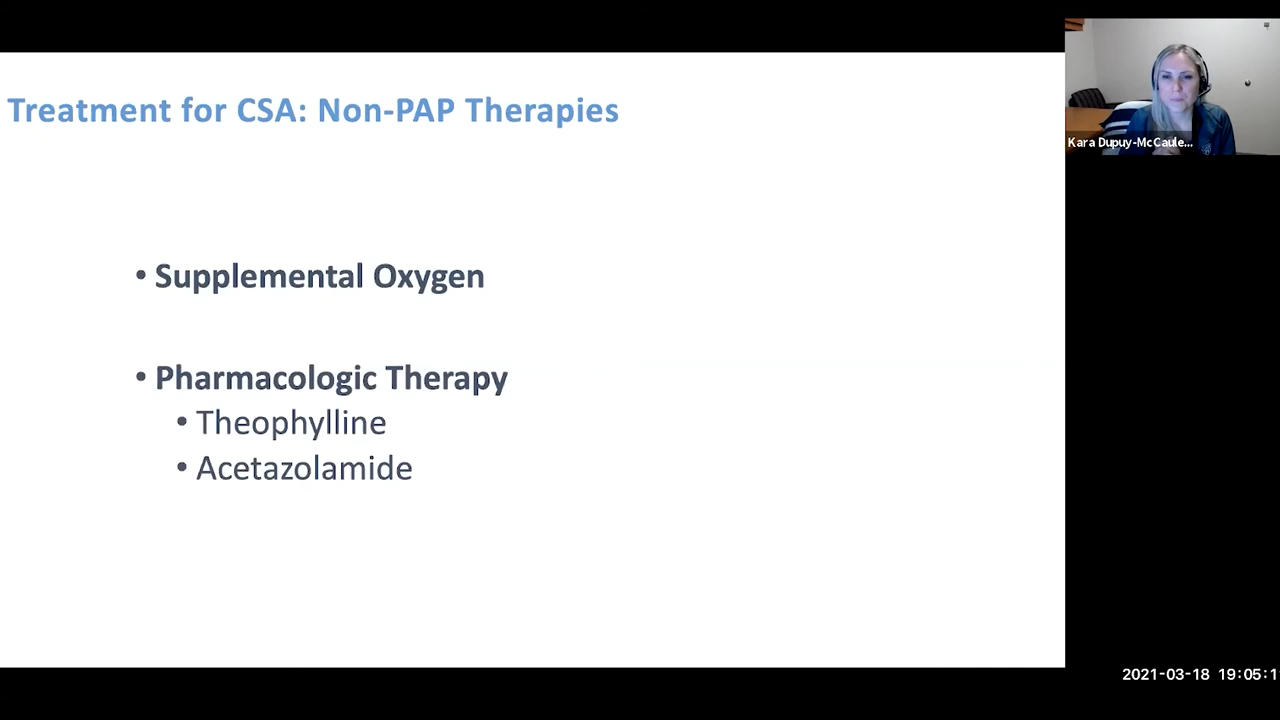 Treatment for CSA: Non-PAP Therapies
Kara Dupuy-McCaule...
• Supplemental Oxygen
• Pharmacologic Therapy
• Theophylline
• Acetazolamide
2021-03-18 19:05:1